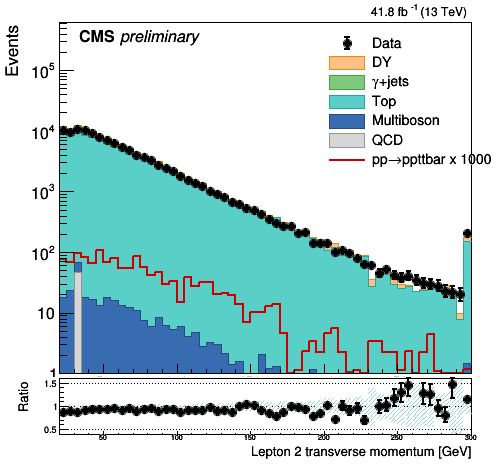 41.8 fb⁻¹ (13 TeV)
CMS preliminary
Events
Data
DY
γ+jets
Top
Multiboson
QCD
pp→ppttbar x 1000
10⁵
10⁴
10³
10²
10
1
Ratio
1.5
1
0.5
50
100
150
200
250
300
Lepton 2 transverse momentum [GeV]